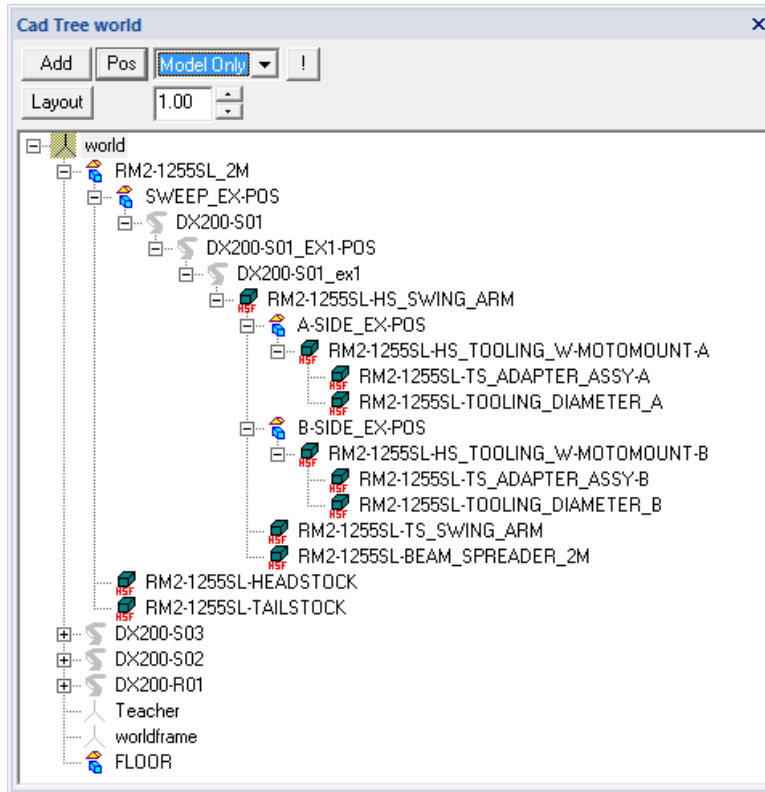 Cad Tree world
Add Pos Model Only !
Layout 1.00
world
RM2-1255SL_2M
SWEEP_EX-POS
DX200-S01
DX200-S01_EX1-POS
DX200-S01_ex1
RM2-1255SL-HS_SWING_ARM
A-SIDE_EX-POS
RM2-1255SL-HS_TOOLING_W-MOTOMOUNT-A
RM2-1255SL-TS_ADAPTER_ASSY-A
RM2-1255SL-TOOLING_DIAMETER_A
B-SIDE_EX-POS
RM2-1255SL-HS_TOOLING_W-MOTOMOUNT-B
RM2-1255SL-TS_ADAPTER_ASSY-B
RM2-1255SL-TOOLING_DIAMETER_B
RM2-1255SL-TS_SWING_ARM
RM2-1255SL-BEAM_SPREADER_2M
RM2-1255SL-HEADSTOCK
RM2-1255SL-TAILSTOCK
DX200-S03
DX200-S02
DX200-R01
Teacher
worldframe
FLOOR